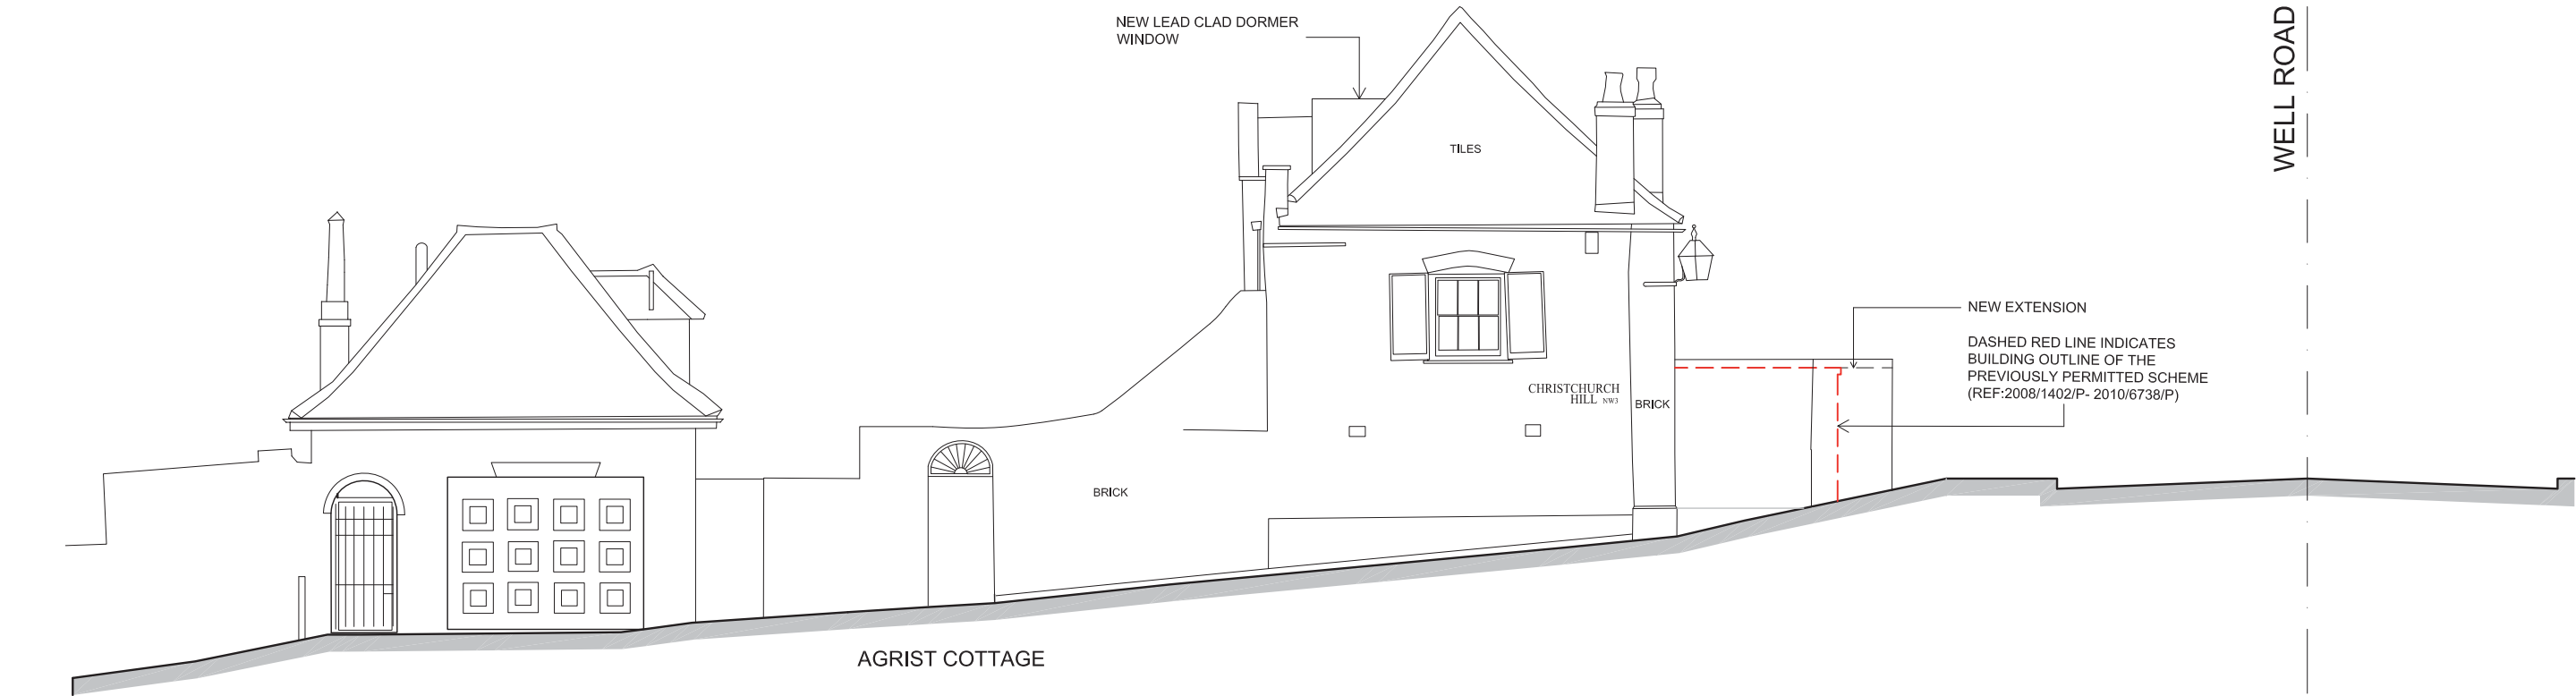 NEW LEAD CLAD DORMER
WINDOW
WELL ROAD
TILES
NEW EXTENSION
DASHED RED LINE INDICATES
BUILDING OUTLINE OF THE
PREVIOUSLY PERMITTED SCHEME
(REF:2008/1402/P- 2010/6738/P)
CHRISTCHURCH
HILL NW3
BRICK
BRICK
AGRIST COTTAGE